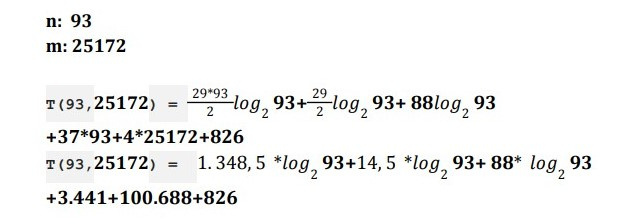 n: 93
m: 25172
T(93,25172) = 29*93/2 log₂ 93+29/2 log₂ 93+ 88log₂ 93
+37*93+4*25172+826
T(93,25172) = 1.348,5 *log₂ 93+14,5 *log₂ 93+ 88* log₂ 93
+3.441+100.688+826